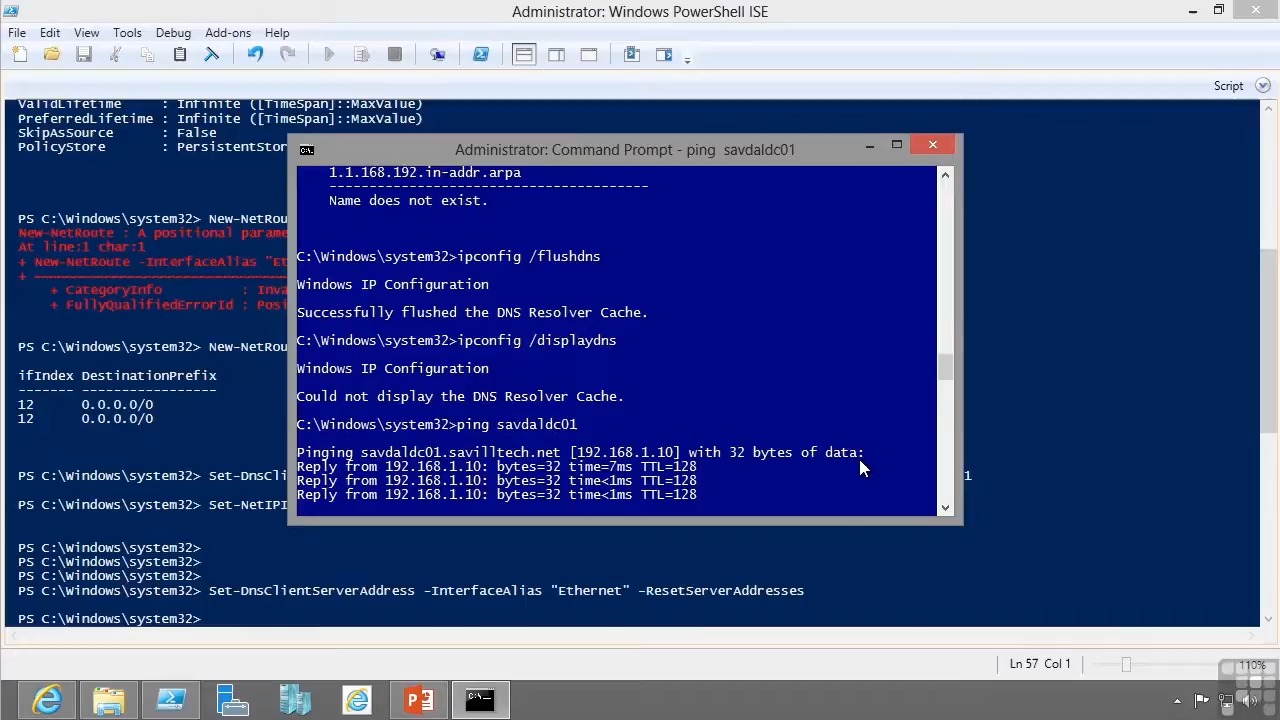 Administrator: Windows PowerShell ISE
File Edit View Tools Debug Add-ons Help
Script
ValidLifetime : Infinite ([TimeSpan]::MaxValue)
PreferredLifetime : Infinite ([TimeSpan]::MaxValue)
SkipAsSource : False
PolicyStore : PersistentStor
PS C:\Windows\system32> New-NetRou
New-NetRoute : A positional parame
At line:1 char:1
+ New-NetRoute -InterfaceAlias "Et
+ ~~~~~~~~~~~~~~~~~~~~~~~~~~~~~~~~
+ CategoryInfo : Inva
+ FullyQualifiedErrorId : Posi
PS C:\Windows\system32> New-NetRou
ifIndex DestinationPrefix
------- -----------------
12 0.0.0.0/0
12 0.0.0.0/0
PS C:\Windows\system32> Set-DnsCli 1
PS C:\Windows\system32> Set-NetIPI
PS C:\Windows\system32>
PS C:\Windows\system32>
PS C:\Windows\system32>
PS C:\Windows\system32> Set-DnsClientServerAddress -InterfaceAlias "Ethernet" -ResetServerAddresses
PS C:\Windows\system32>
Administrator: Command Prompt - ping savdaldc01
1.1.168.192.in-addr.arpa
----------------------------------------
Name does not exist.
C:\Windows\system32>ipconfig /flushdns
Windows IP Configuration
Successfully flushed the DNS Resolver Cache.
C:\Windows\system32>ipconfig /displaydns
Windows IP Configuration
Could not display the DNS Resolver Cache.
C:\Windows\system32>ping savdaldc01
Pinging savdaldc01.savilltech.net [192.168.1.10] with 32 bytes of data:
Reply from 192.168.1.10: bytes=32 time=7ms TTL=128
Reply from 192.168.1.10: bytes=32 time<1ms TTL=128
Reply from 192.168.1.10: bytes=32 time<1ms TTL=128
Ln 57 Col 1
110%